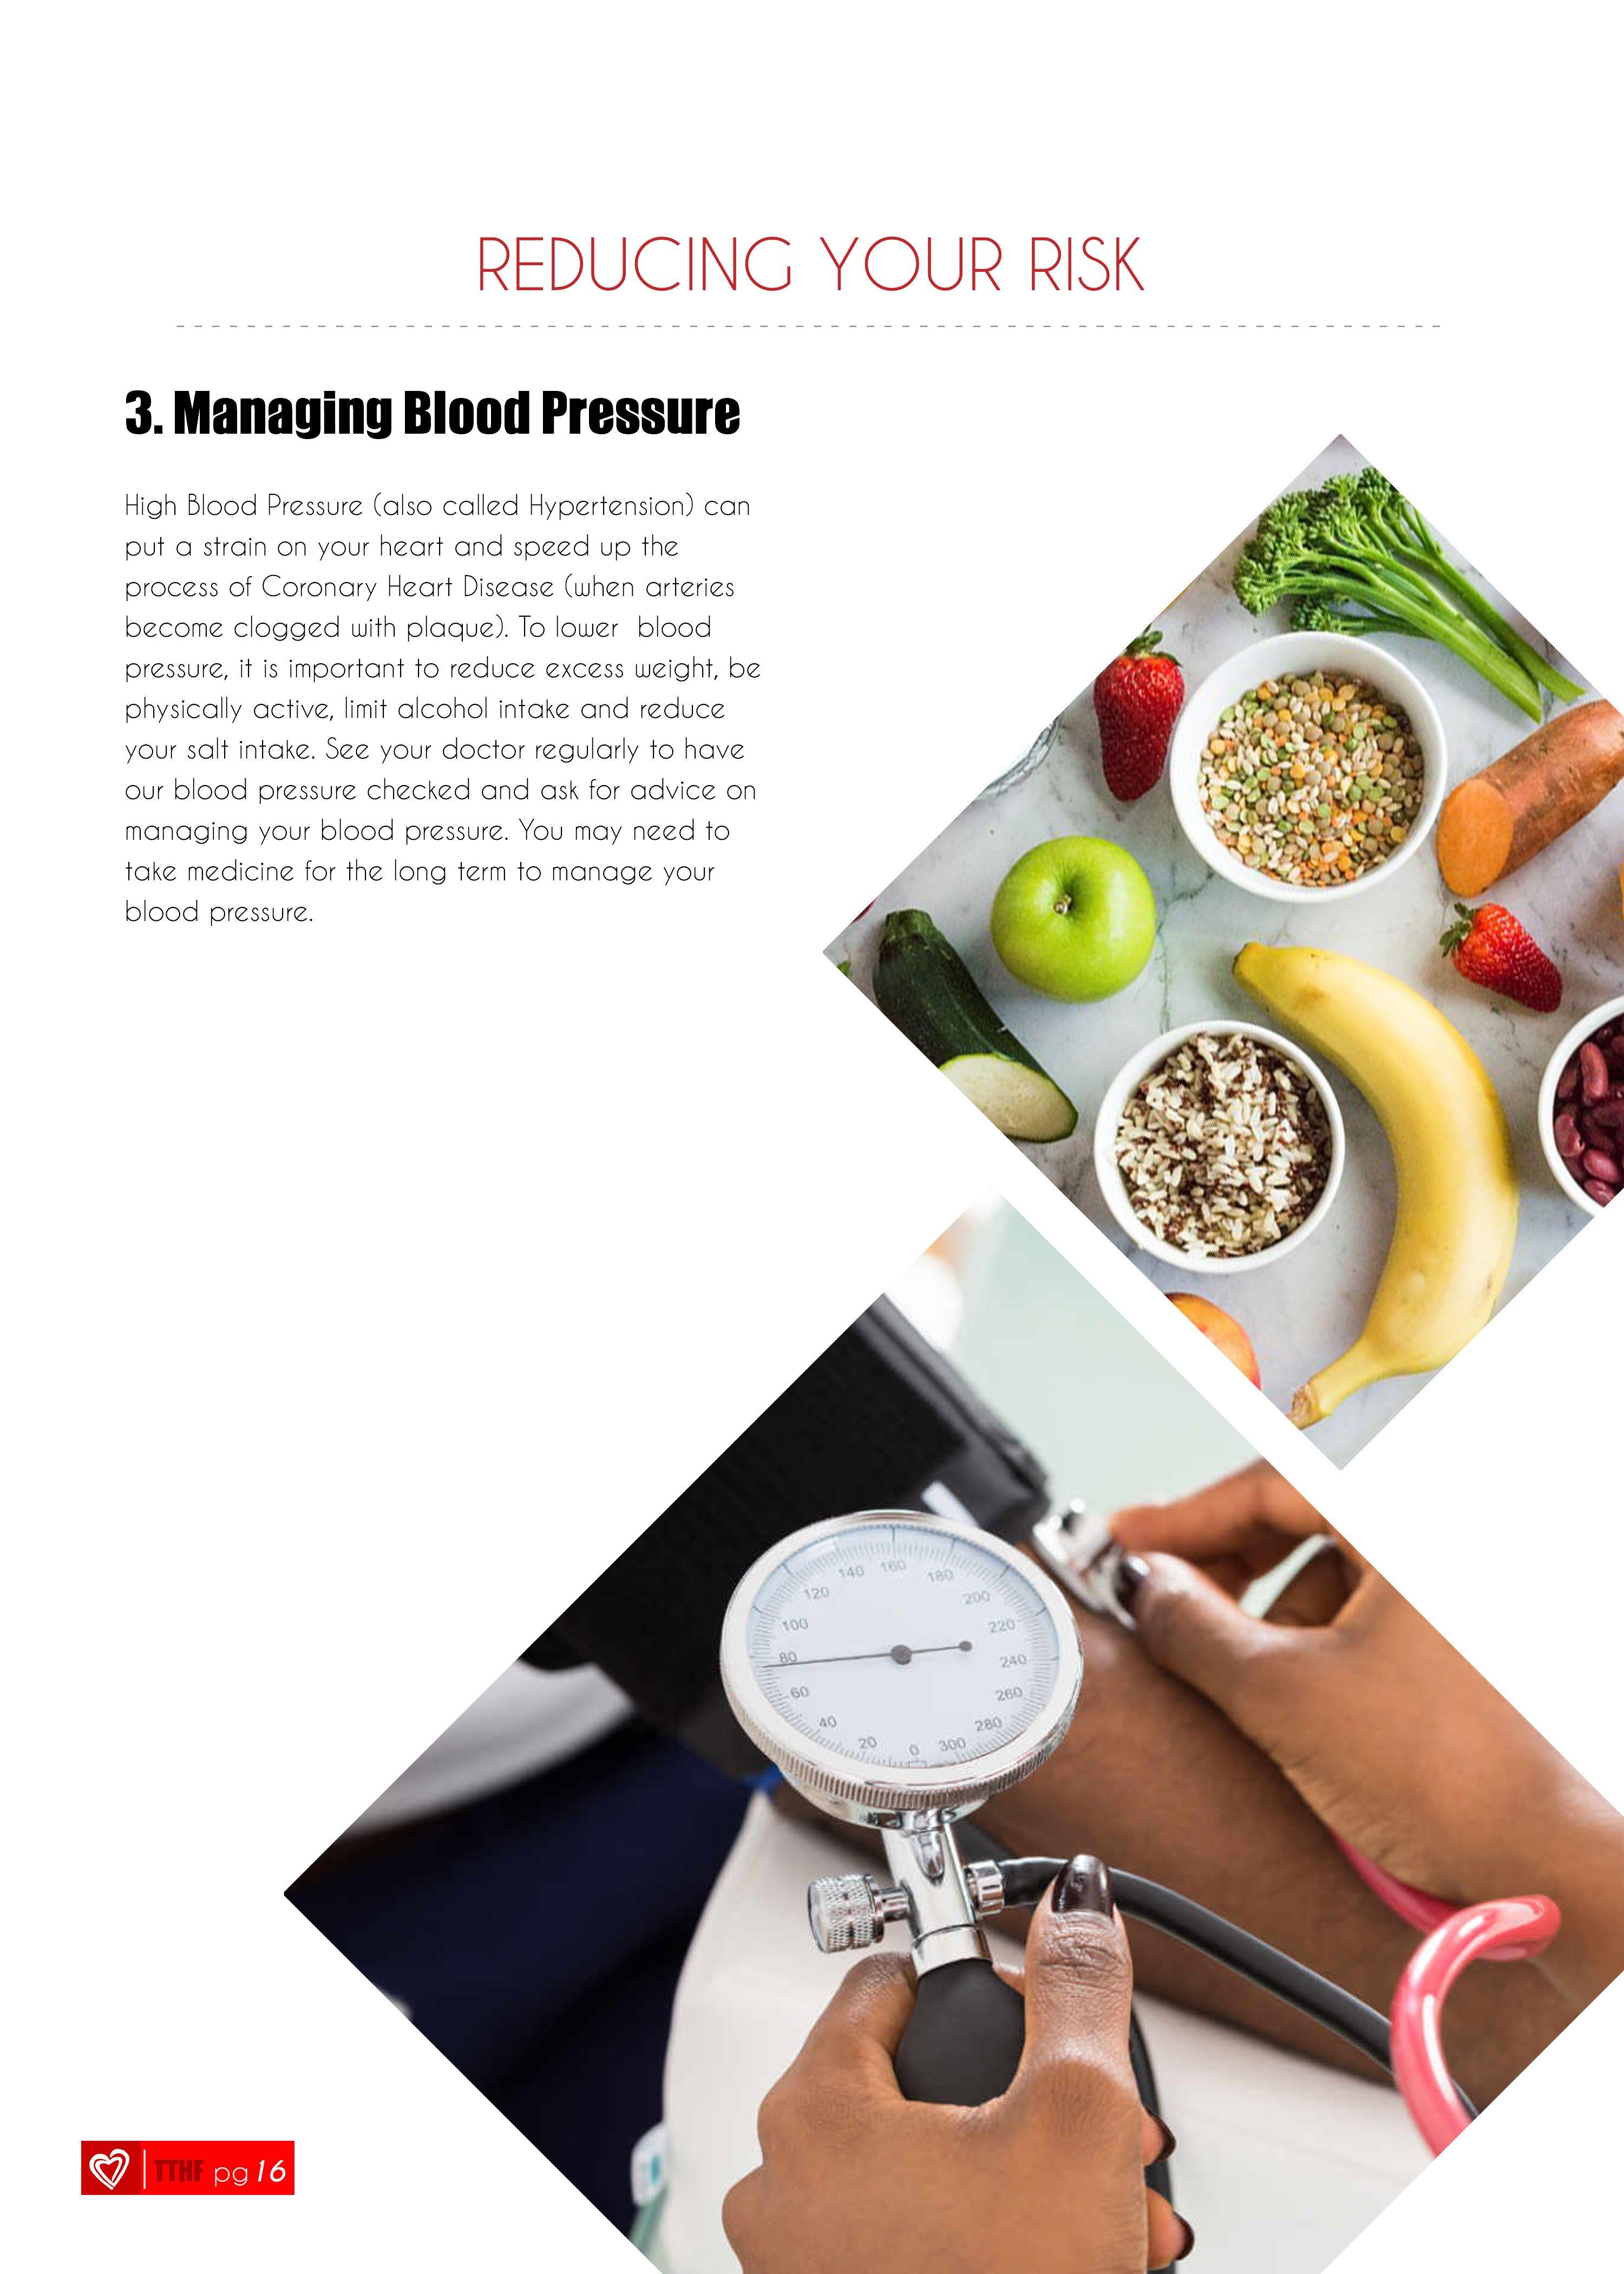 REDUCING YOUR RISK
3. Managing Blood Pressure
High Blood Pressure (also called Hypertension) can
put a strain on your heart and speed up the
process of Coronary Heart Disease (when arteries
become clogged with plaque). To lower  blood
pressure, it is important to reduce excess weight, be
physically active, limit alcohol intake and reduce
your salt intake. See your doctor regularly to have
our blood pressure checked and ask for advice on
managing your blood pressure. You may need to
take medicine for the long term to manage your
blood pressure.
0 20 40 60 80 100 120 140 160 180 200 220 240 260 280 300
TTHF pg 16